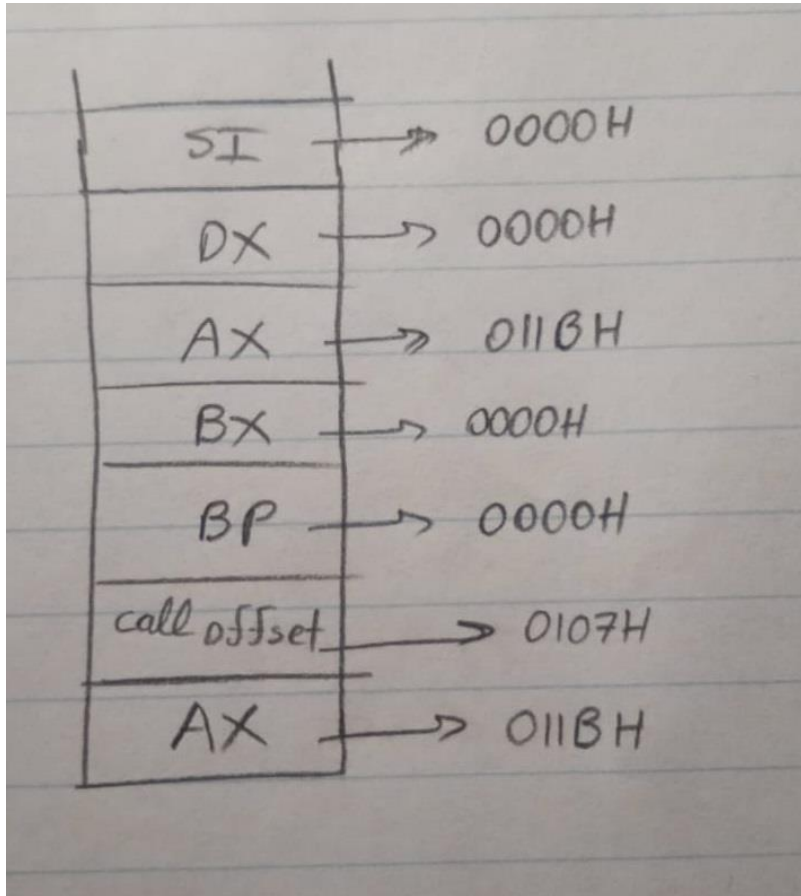 SI → 0000H
DX → 0000H
AX → 011BH
BX → 0000H
BP → 0000H
call offset → 0107H
AX → 011BH